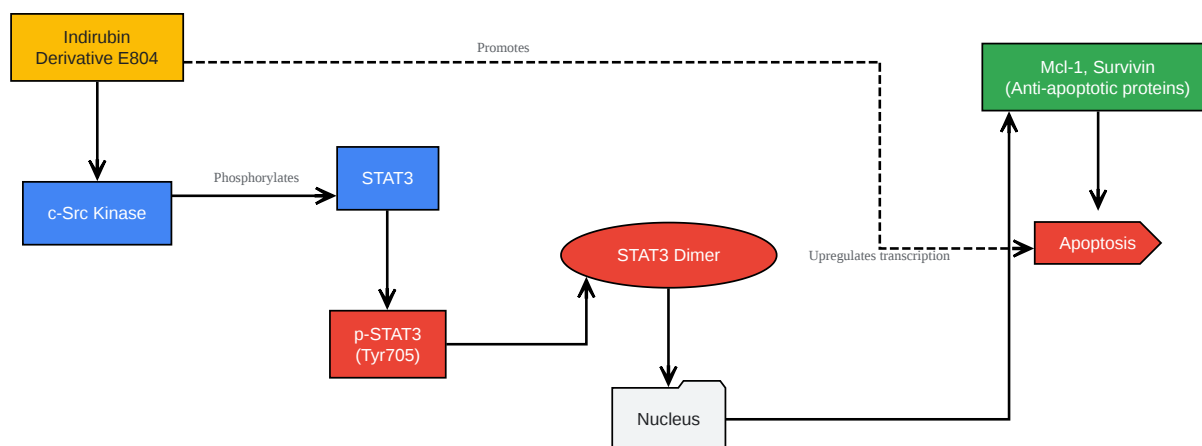 Indirubin
Derivative E804
Promotes
Mcl-1, Survivin
(Anti-apoptotic proteins)
c-Src Kinase
Phosphorylates
STAT3
STAT3 Dimer
Upregulates transcription
Apoptosis
p-STAT3
(Tyr705)
Nucleus